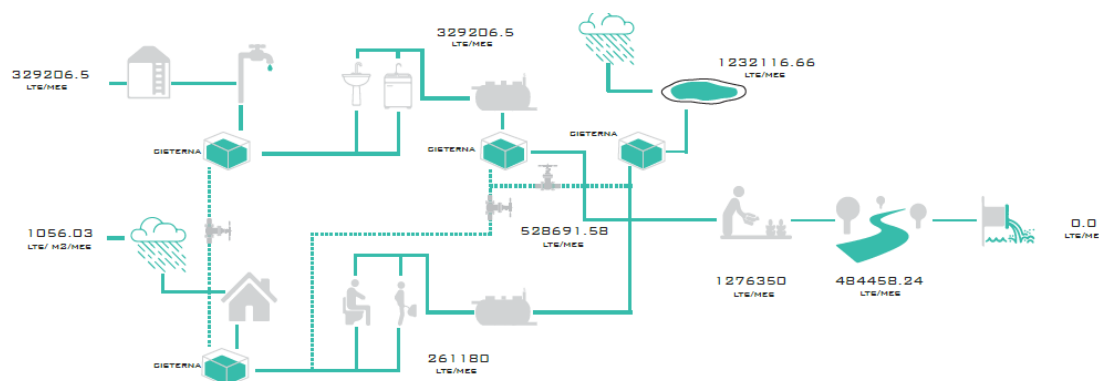 329206.5
LTS/MES
329206.5
LTS/MES
1232116.66
LTS/MES
CISTERNA
CISTERNA
CISTERNA
1056.03
LTS/ M2/MES
528691.58
LTS/MES
0.0
LTS/ME
1276350
LTS/MES
484458.24
LTS/MES
CISTERNA
261180
LTS/MES